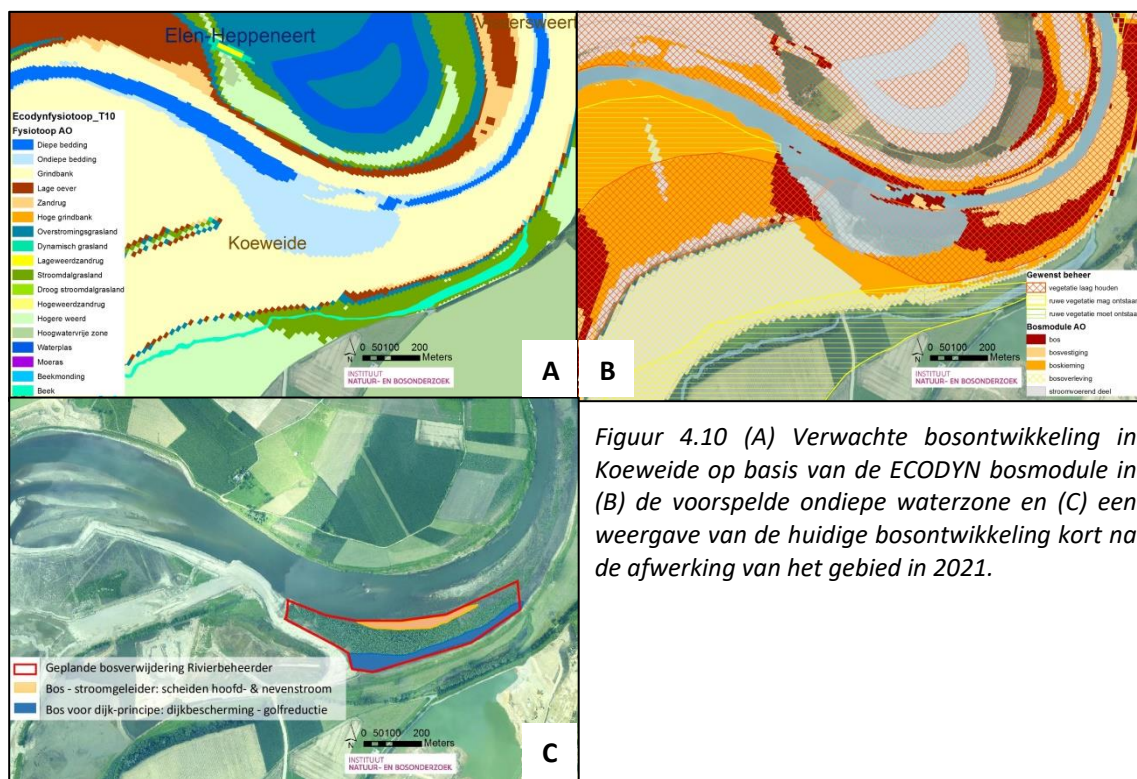 Elen-Heppeneert
Ecodynfysiotoop_T10
Fysiotoop AO
Diepe bedding
Ondiepe bedding
Grindbank
Lage oever
Zandrug
Hoge grindbank
Overstromingsgrasland
Dynamisch grasland
Lageweerdzandrug
Stroomdalgrasland
Droog stroomdalgrasland
Hogeweerdzandrug
Hogere weerd
Hoogwatervrije zone
Waterplas
Moeras
Beekmonding
Beek
Koeweide
N
0 50100 200
Meters
INSTITUUT
NATUUR- EN BOSONDERZOEK
A
Gewenst beheer
vegetatie laag houden
ruwe vegetatie mag ontstaa
ruwe vegetatie moet ontsta
Bosmodule AO
bos
bosvestiging
boskieming
bosoverleving
stroomvoerend deel
N
0 50100 200
Meters
INSTITUUT
NATUUR- EN BOSONDERZOEK
B
Geplande bosverwijdering Rivierbeheerder
Bos - stroomgeleider: scheiden hoofd- & nevenstroom
Bos voor dijk-principe: dijkbescherming - golfreductie
N
0 50100 200
Meters
INSTITUUT
NATUUR- EN BOSONDERZOEK
C
Figuur 4.10 (A) Verwachte bosontwikkeling in
Koeweide op basis van de ECODYN bosmodule in
(B) de voorspelde ondiepe waterzone en (C) een
weergave van de huidige bosontwikkeling kort na
de afwerking van het gebied in 2021.